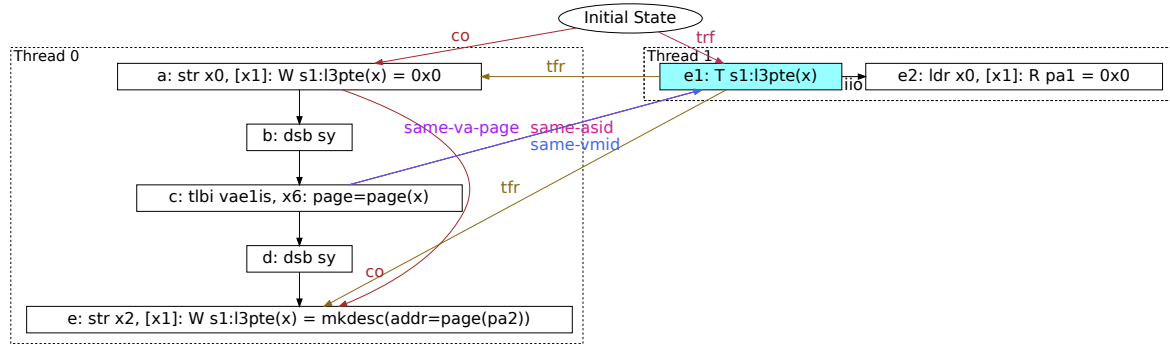 Initial State
Thread 0
co
trf
Thread 1
a: str x0, [x1]: W s1:l3pte(x) = 0x0
tfr
e1: T s1:l3pte(x)
iio
e2: ldr x0, [x1]: R pa1 = 0x0
b: dsb sy
same-va-page
same-asid
same-vmid
c: tlbi vae1is, x6: page=page(x)
tfr
d: dsb sy
co
e: str x2, [x1]: W s1:l3pte(x) = mkdesc(addr=page(pa2))